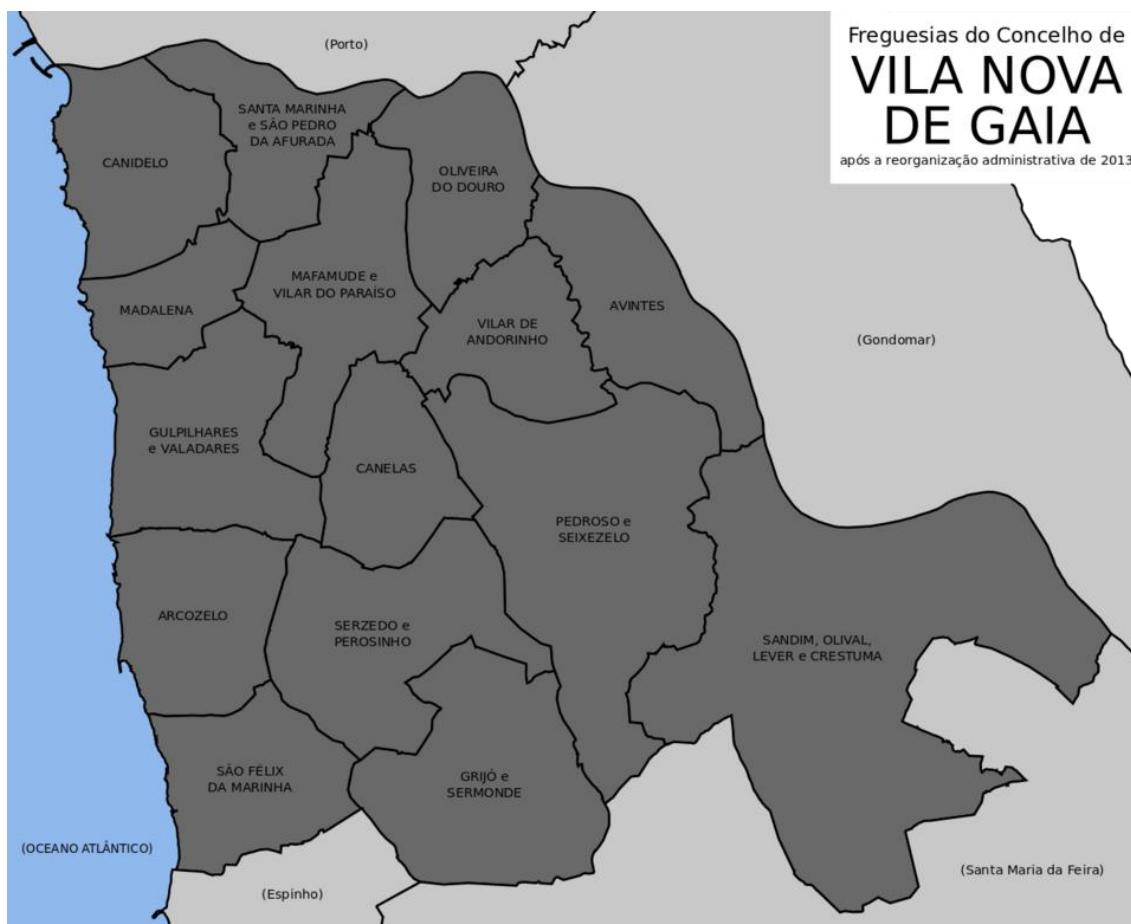 Freguesias do Concelho de
VILA NOVA
DE GAIA
após a reorganização administrativa de 2013
(Porto)
SANTA MARINHA
e SÃO PEDRO
DA AFURADA
CANIDELO
OLIVEIRA
DO DOURO
MAFAMUDE e
VILAR DO PARAÍSO
MADALENA
AVINTES
VILAR DE
ANDORINHO
(Gondomar)
GULPILHARES
e VALADARES
CANELAS
PEDROSO e
SEIXEZELO
ARCOZELO
SERZEDO e
PEROSINHO
SANDIM, OLIVAL,
LEVER e CRESTUMA
SÃO FÉLIX
DA MARINHA
GRIJÓ e
SERMONDE
(OCEANO ATLÂNTICO)
(Espinho)
(Santa Maria da Feira)